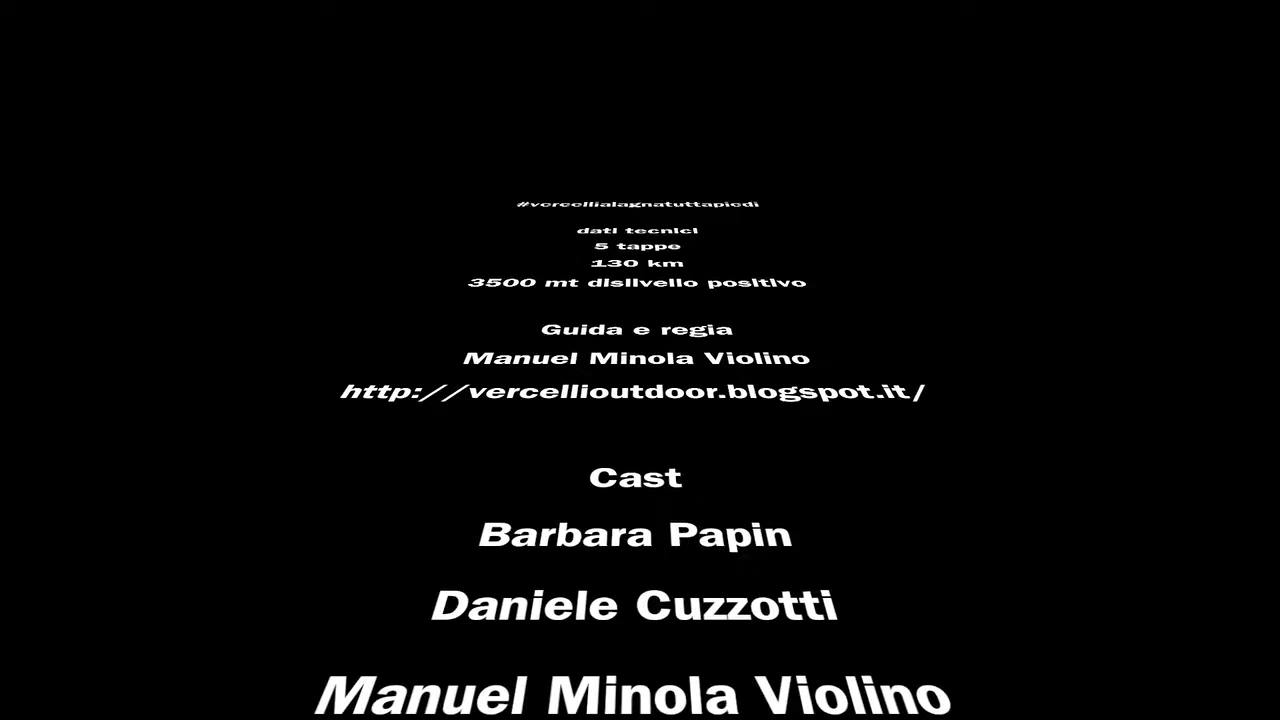 #vercellialagnatuttapiedi
dati tecnici
5 tappe
130 km
3500 mt dislivello positivo
Guida e regia
Manuel Minola Violino
http://vercellioutdoor.blogspot.it/
Cast
Barbara Papin
Daniele Cuzzotti
Manuel Minola Violino